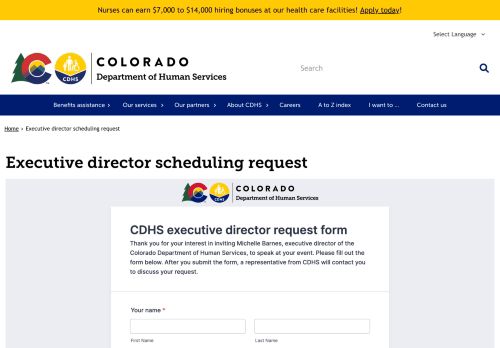 Nurses can earn $7,000 to $14,000 hiring bonuses at our health care facilities! Apply today!
Select Language
CDHS
COLORADO
Department of Human Services
Search
Benefits assistance › Our services › Our partners › About CDHS › Careers A to Z index I want to ... Contact us
Home › Executive director scheduling request
Executive director scheduling request
CDHS
COLORADO
Department of Human Services
CDHS executive director request form
Thank you for your interest in inviting Michelle Barnes, executive director of the
Colorado Department of Human Services, to speak at your event. Please fill out the
form below. After you submit the form, a representative from CDHS will contact you
to discuss your request.
Your name *
First Name Last Name